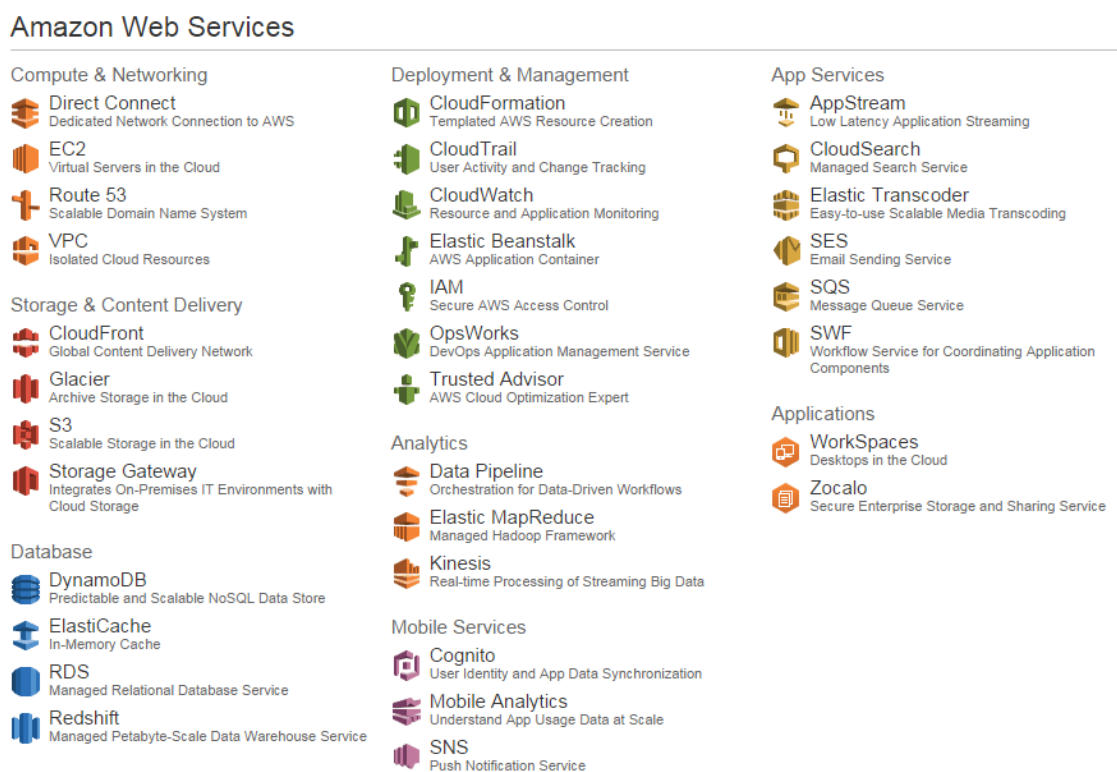 Amazon Web Services
Compute & Networking
Direct Connect
Dedicated Network Connection to AWS
EC2
Virtual Servers in the Cloud
Route 53
Scalable Domain Name System
VPC
Isolated Cloud Resources
Storage & Content Delivery
CloudFront
Global Content Delivery Network
Glacier
Archive Storage in the Cloud
S3
Scalable Storage in the Cloud
Storage Gateway
Integrates On-Premises IT Environments with
Cloud Storage
Database
DynamoDB
Predictable and Scalable NoSQL Data Store
ElastiCache
In-Memory Cache
RDS
Managed Relational Database Service
Redshift
Managed Petabyte-Scale Data Warehouse Service
Deployment & Management
CloudFormation
Templated AWS Resource Creation
CloudTrail
User Activity and Change Tracking
CloudWatch
Resource and Application Monitoring
Elastic Beanstalk
AWS Application Container
IAM
Secure AWS Access Control
OpsWorks
DevOps Application Management Service
Trusted Advisor
AWS Cloud Optimization Expert
Analytics
Data Pipeline
Orchestration for Data-Driven Workflows
Elastic MapReduce
Managed Hadoop Framework
Kinesis
Real-time Processing of Streaming Big Data
Mobile Services
Cognito
User Identity and App Data Synchronization
Mobile Analytics
Understand App Usage Data at Scale
SNS
Push Notification Service
App Services
AppStream
Low Latency Application Streaming
CloudSearch
Managed Search Service
Elastic Transcoder
Easy-to-use Scalable Media Transcoding
SES
Email Sending Service
SQS
Message Queue Service
SWF
Workflow Service for Coordinating Application
Components
Applications
WorkSpaces
Desktops in the Cloud
Zocalo
Secure Enterprise Storage and Sharing Service